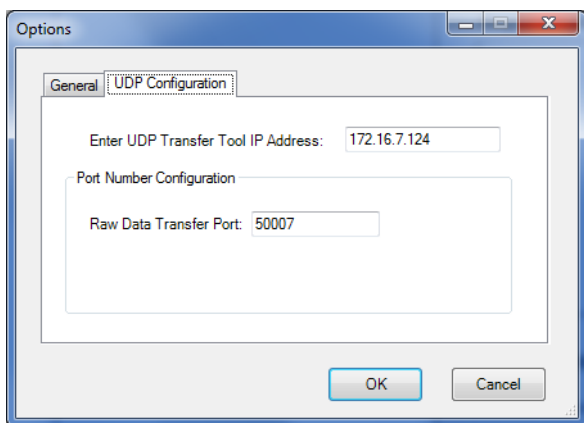 Options
General UDP Configuration
Enter UDP Transfer Tool IP Address: 172.16.7.124
Port Number Configuration
Raw Data Transfer Port: 50007
OK Cancel